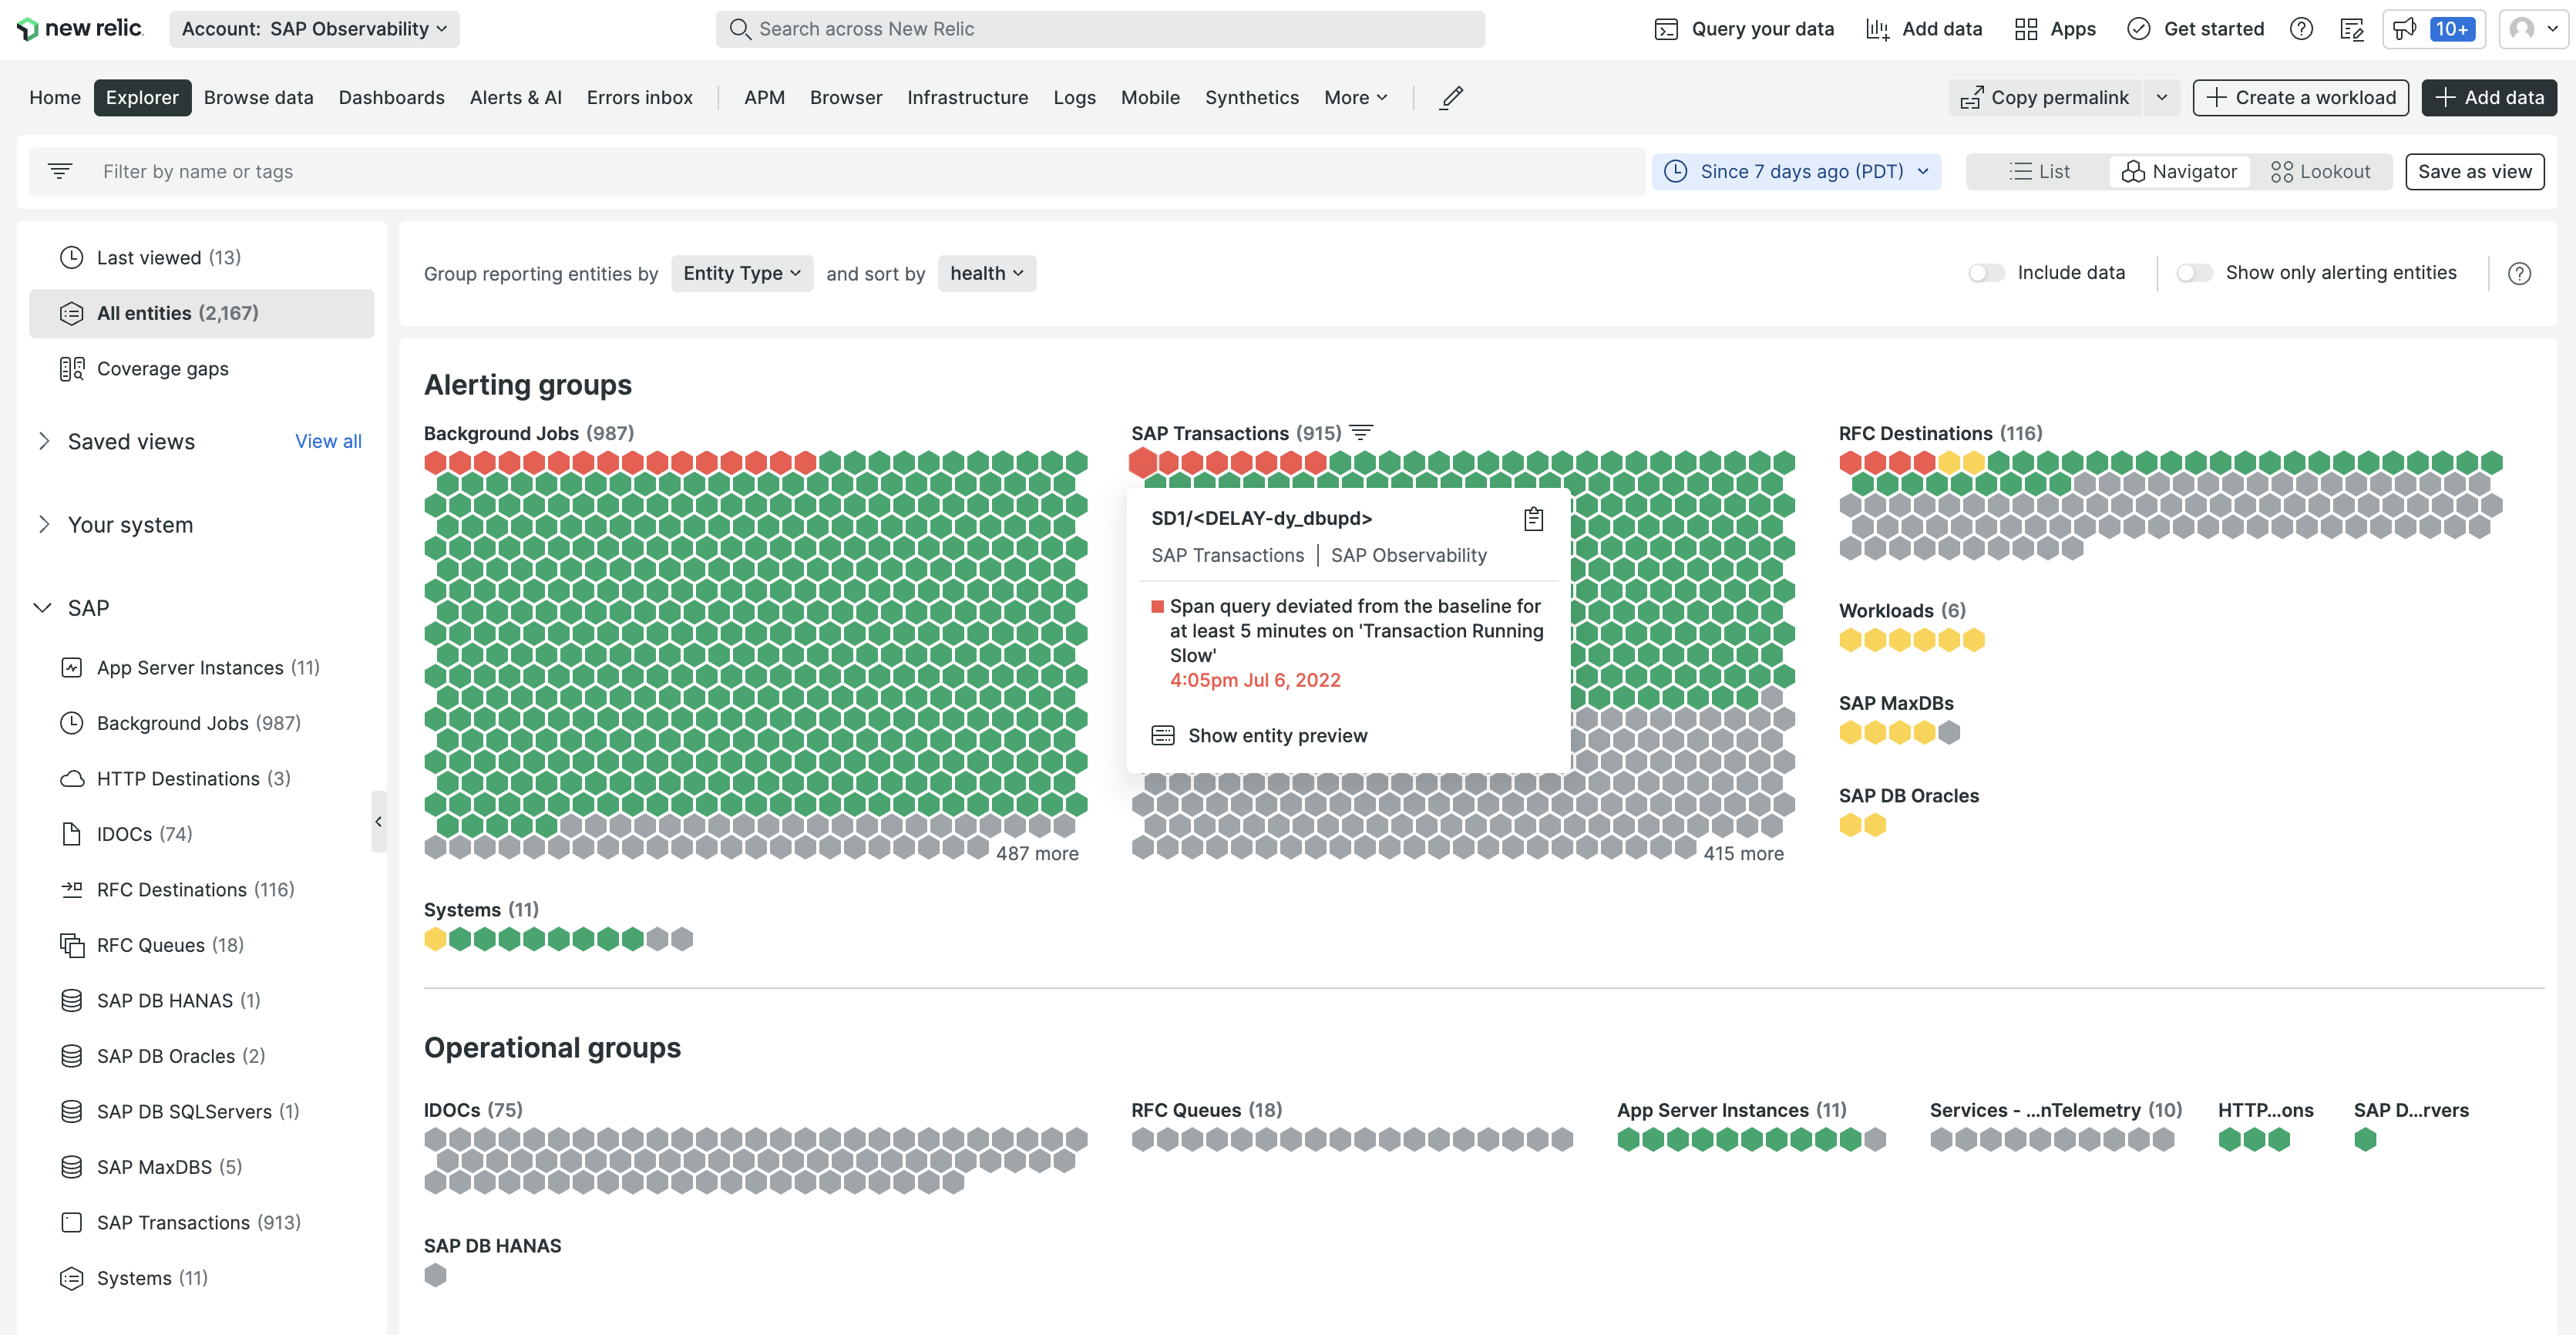 new relic.
Account: SAP Observability
Search across New Relic
Query your data
Add data
Apps
Get started
10+
Home
Explorer
Browse data
Dashboards
Alerts & AI
Errors inbox
APM
Browser
Infrastructure
Logs
Mobile
Synthetics
More
Copy permalink
Create a workload
Add data
Filter by name or tags
Since 7 days ago (PDT)
List
Navigator
Lookout
Save as view
Last viewed (13)
All entities (2,167)
Coverage gaps
Saved views
View all
Your system
SAP
App Server Instances (11)
Background Jobs (987)
HTTP Destinations (3)
IDOCs (74)
RFC Destinations (116)
RFC Queues (18)
SAP DB HANAS (1)
SAP DB Oracles (2)
SAP DB SQLServers (1)
SAP MaxDBS (5)
SAP Transactions (913)
Systems (11)
Group reporting entities by Entity Type and sort by health
Include data
Show only alerting entities
Alerting groups
Background Jobs (987)
487 more
SAP Transactions (915)
SD1/<DELAY-dy_dbupd>
SAP Transactions | SAP Observability
Span query deviated from the baseline for
at least 5 minutes on 'Transaction Running
Slow'
4:05pm Jul 6, 2022
Show entity preview
415 more
RFC Destinations (116)
Workloads (6)
SAP MaxDBs
SAP DB Oracles
Systems (11)
Operational groups
IDOCs (75)
RFC Queues (18)
App Server Instances (11)
Services - ...nTelemetry (10)
HTTP...ons
SAP D...rvers
SAP DB HANAS